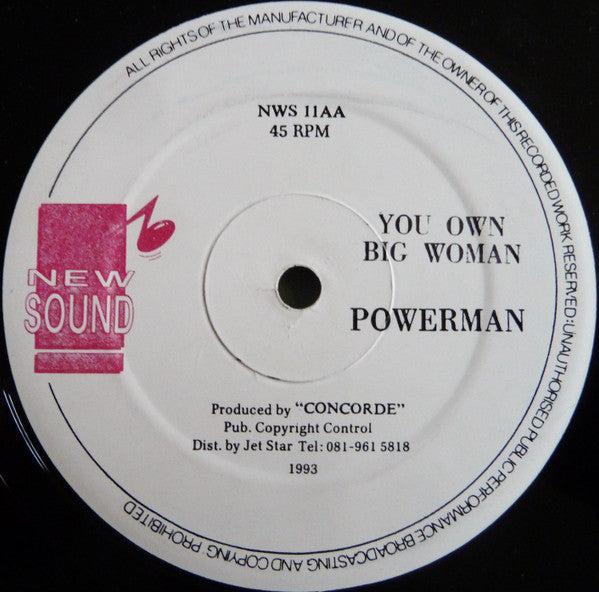 ALL RIGHTS OF THE MANUFACTURER AND OF THE OWNER OF THIS RECORDED WORK RESERVED: UNAUTHORISED PUBLIC PERFORMANCE BROADCASTING AND COPYING PROHIBITED
NWS 11AA
45 RPM
YOU OWN
BIG WOMAN
NEW
SOUND
POWERMAN
Produced by "CONCORDE"
Pub. Copyright Control
Dist. by Jet Star Tel: 081-961 5818
1993